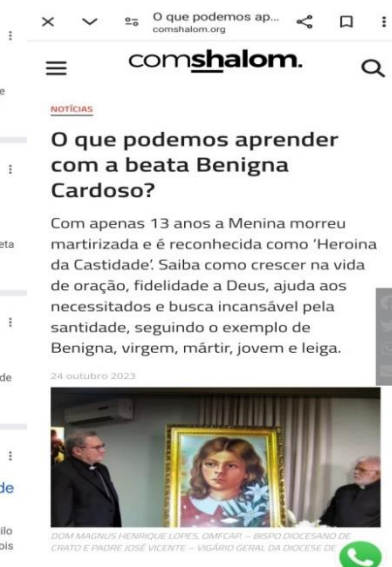 O que podemos ap...
comshalom.org
comshalom.
NOTÍCIAS
O que podemos aprender
com a beata Benigna
Cardoso?
Com apenas 13 anos a Menina morreu
martirizada e é reconhecida como ‘Heroina
da Castidade’. Saiba como crescer na vida
de oração, fidelidade a Deus, ajuda aos
necessitados e busca incansável pela
santidade, seguindo o exemplo de
Benigna, virgem, mártir, jovem e leiga.
24 outubro 2023
DOM MAGNUS HENRIQUE LOPES, OMFCAP. – BISPO DIOCESANO DE
CRATO E PADRE JOSÉ VICENTE – VIGÁRIO GERAL DA DIOCESE DE